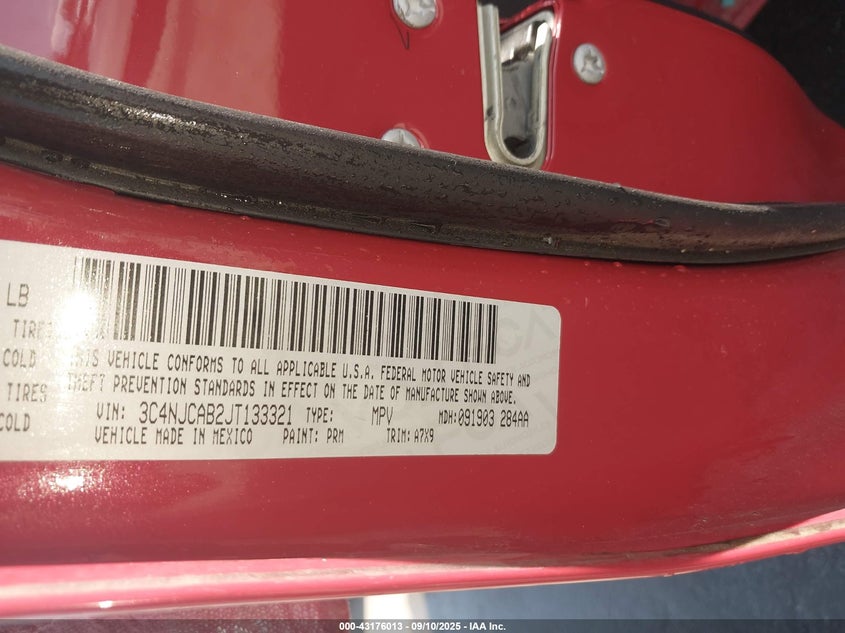 LB
TIRES
COLD
TIRES
COLD
THIS VEHICLE CONFORMS TO ALL APPLICABLE U.S.A. FEDERAL MOTOR VEHICLE SAFETY AND
THEFT PREVENTION STANDARDS IN EFFECT ON THE DATE OF MANUFACTURE SHOWN ABOVE.
VIN: 3C4NJCAB2JT133321 TYPE: MPV MDH:091903 284AA
VEHICLE MADE IN MEXICO PAINT: PRM TRIM: A7X9
000-43176013 — 09/10/2025 — IAA Inc.